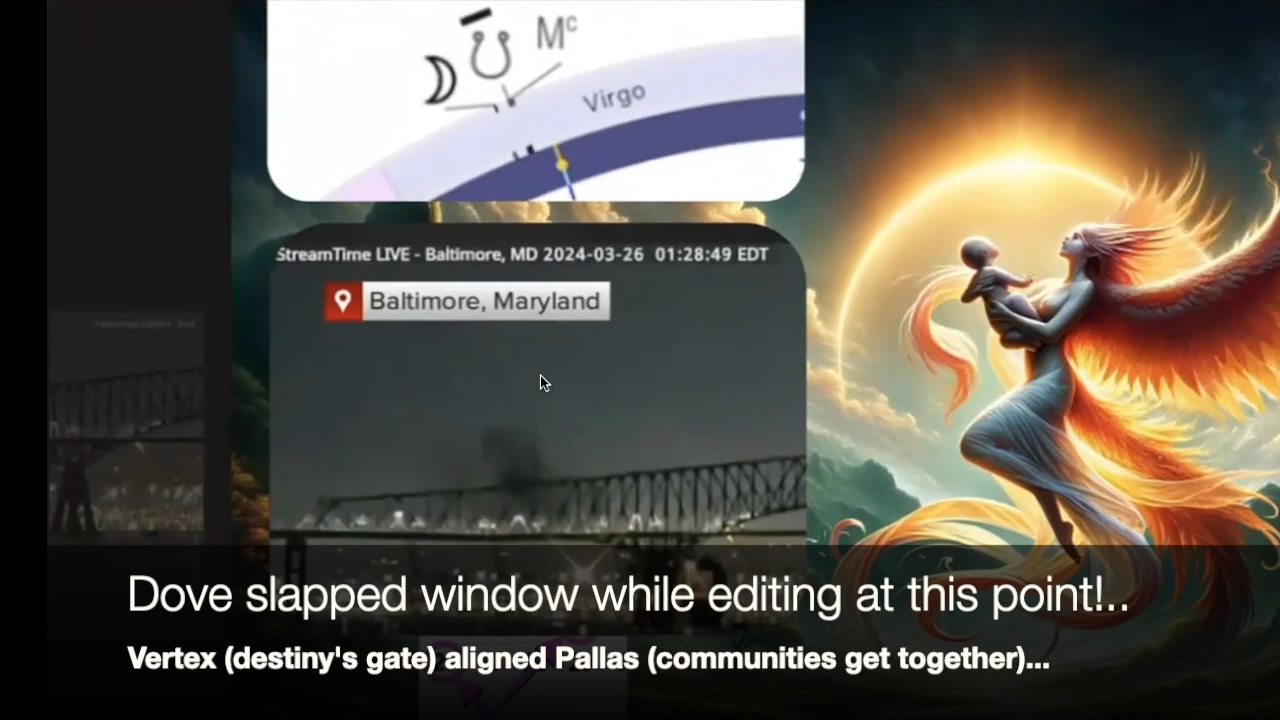 Mc
Virgo
StreamTime LIVE - Baltimore, MD 2024-03-26 01:28:49 EDT
Baltimore, Maryland
Dove slapped window while editing at this point!..
Vertex (destiny's gate) aligned Pallas (communities get together)...